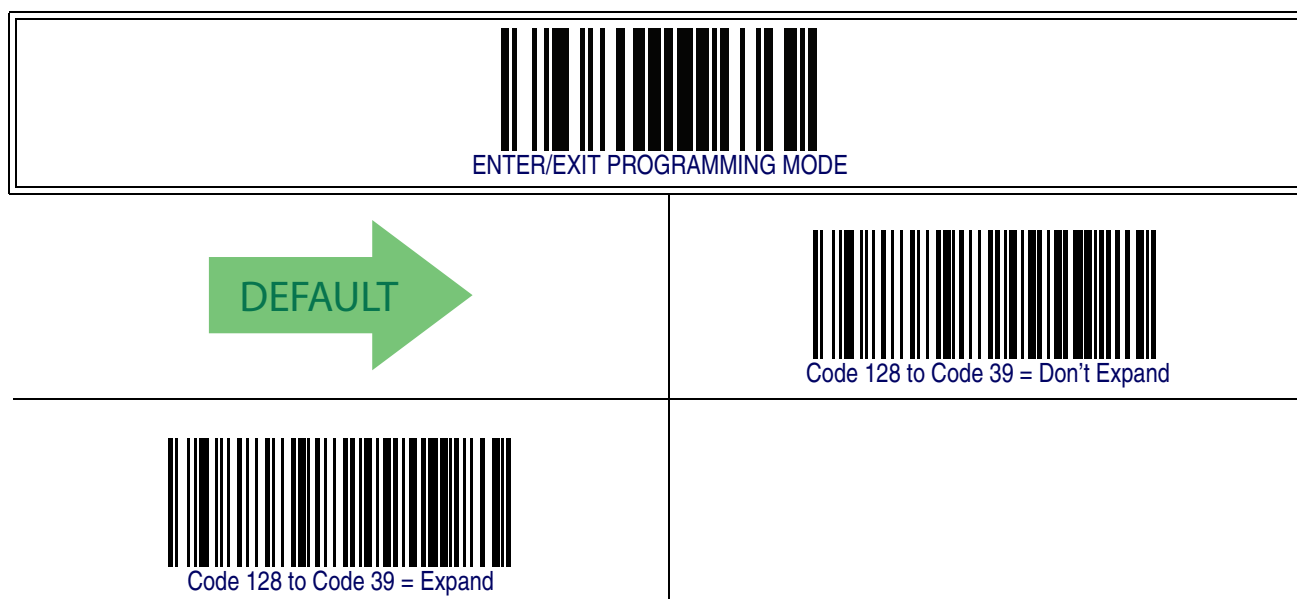 ENTER/EXIT PROGRAMMING MODE
DEFAULT
Code 128 to Code 39 = Don't Expand
Code 128 to Code 39 = Expand